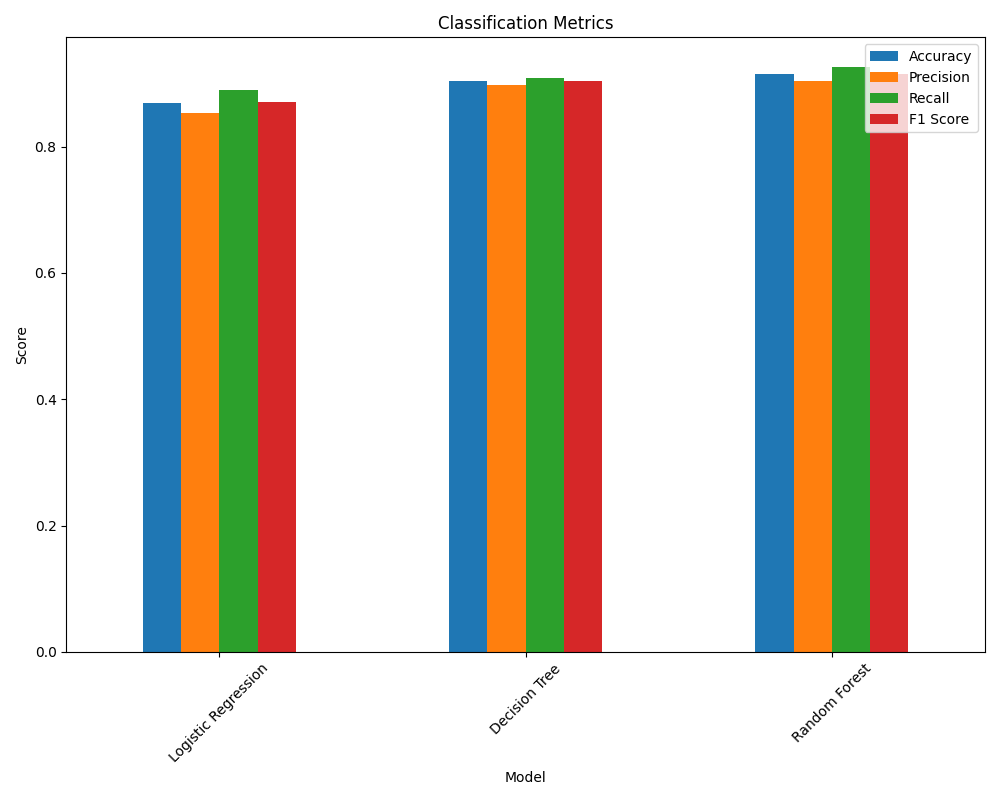 Classification Metrics
Accuracy
Precision
Recall
F1 Score
Score
0.8
0.6
0.4
0.2
0.0
Logistic Regression
Decision Tree
Random Forest
Model